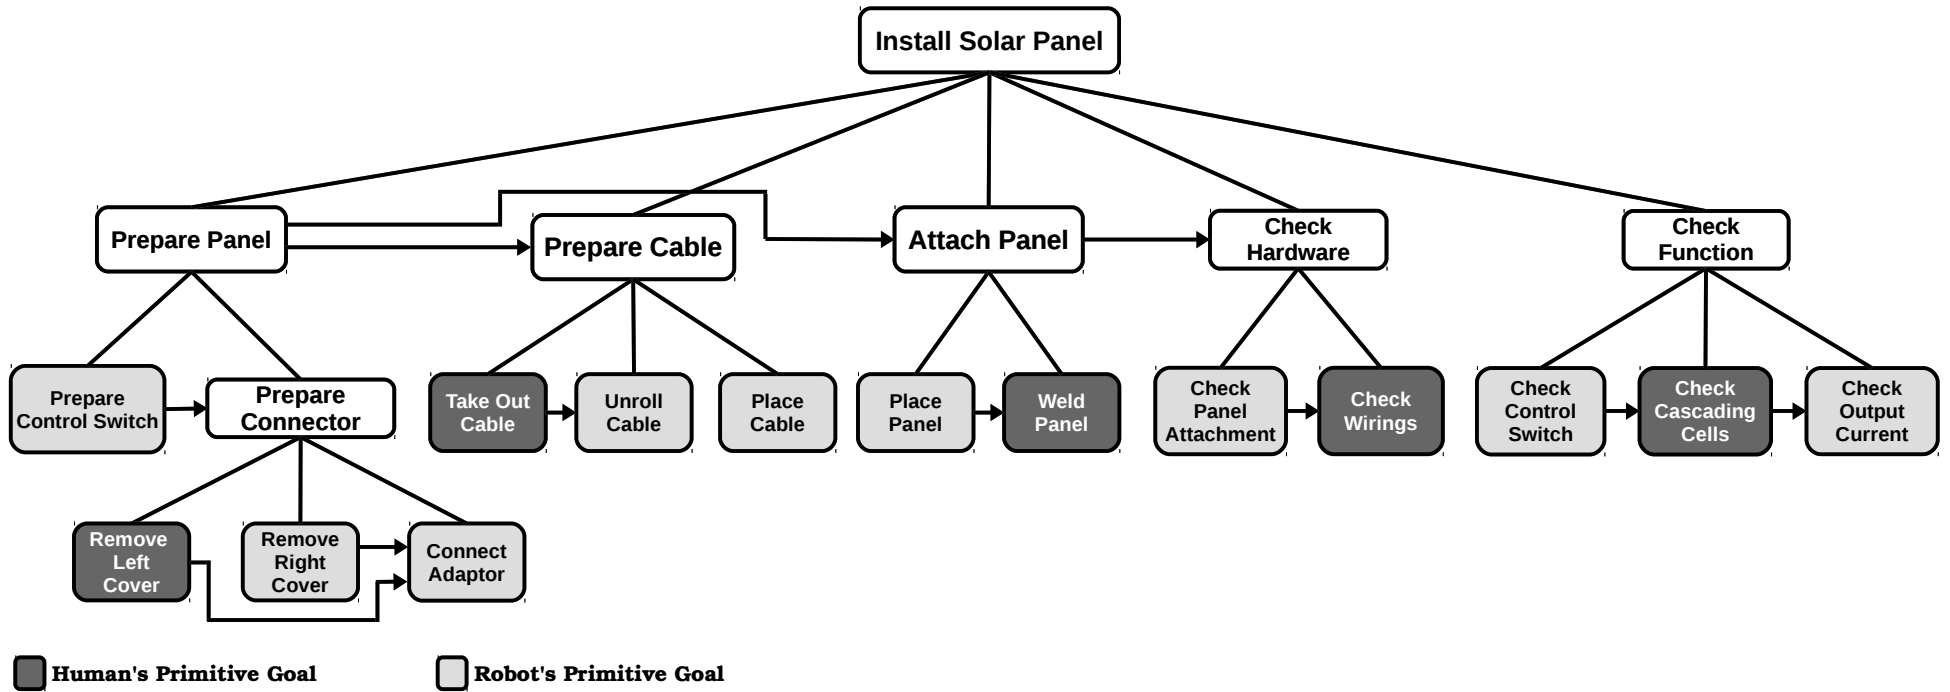 Install Solar Panel
Prepare Panel
Prepare Cable
Attach Panel
Check
Hardware
Check
Function
Prepare
Control Switch
Prepare
Connector
Take Out
Cable
Unroll
Cable
Place
Cable
Place
Panel
Weld
Panel
Check
Panel
Attachment
Check
Wirings
Check
Control
Switch
Check
Cascading
Cells
Check
Output
Current
Remove
Left
Cover
Remove
Right
Cover
Connect
Adaptor
Human's Primitive Goal
Robot's Primitive Goal